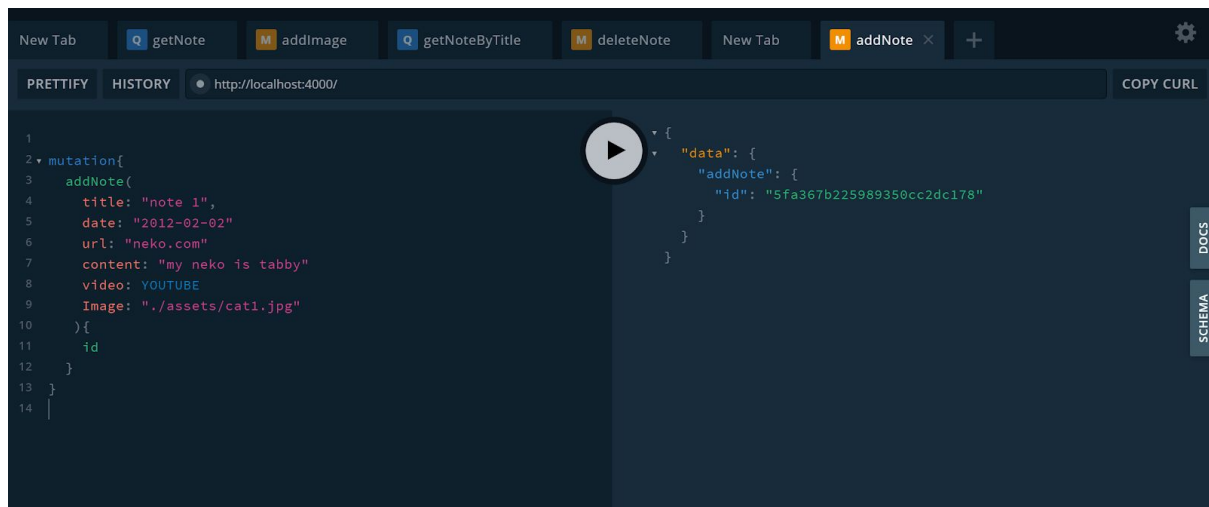 New Tab Q getNote M addImage Q getNoteByTitle M deleteNote New Tab M addNote × +
PRETTIFY HISTORY http://localhost:4000/ COPY CURL
1
2 mutation{
3 addNote(
4 title: "note 1",
5 date: "2012-02-02"
6 url: "neko.com"
7 content: "my neko is tabby"
8 video: YOUTUBE
9 Image: "./assets/cat1.jpg"
10 ){
11 id
12 }
13 }
14
{
"data": {
"addNote": {
"id": "5fa367b225989350cc2dc178"
}
}
}
DOCS
SCHEMA